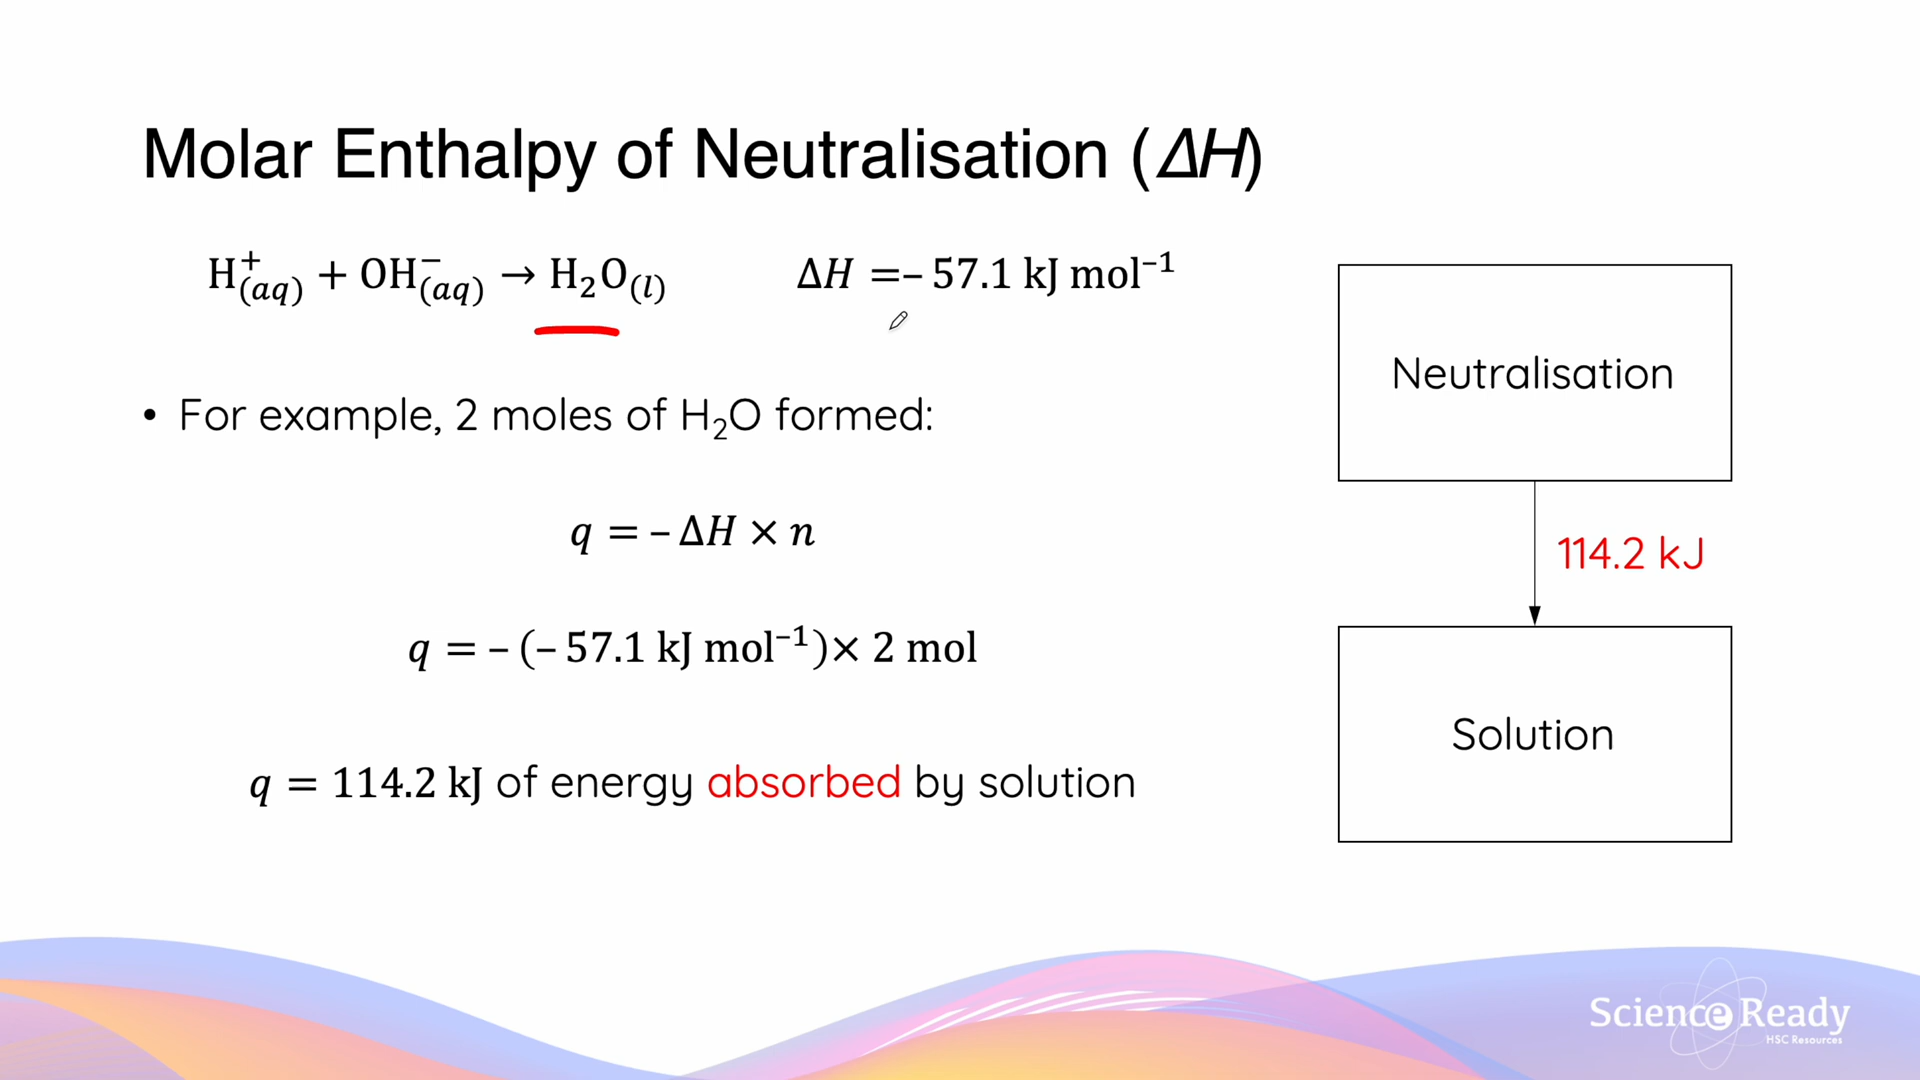 Molar Enthalpy of Neutralisation (ΔH)
H⁺(aq) + OH⁻(aq) → H₂O(l)
ΔH =– 57.1 kJ mol⁻¹
• For example, 2 moles of H₂O formed:
q = – ΔH × n
q = – (– 57.1 kJ mol⁻¹)× 2 mol
q = 114.2 kJ of energy absorbed by solution
Neutralisation
114.2 kJ
Solution
Science Ready
HSC Resources